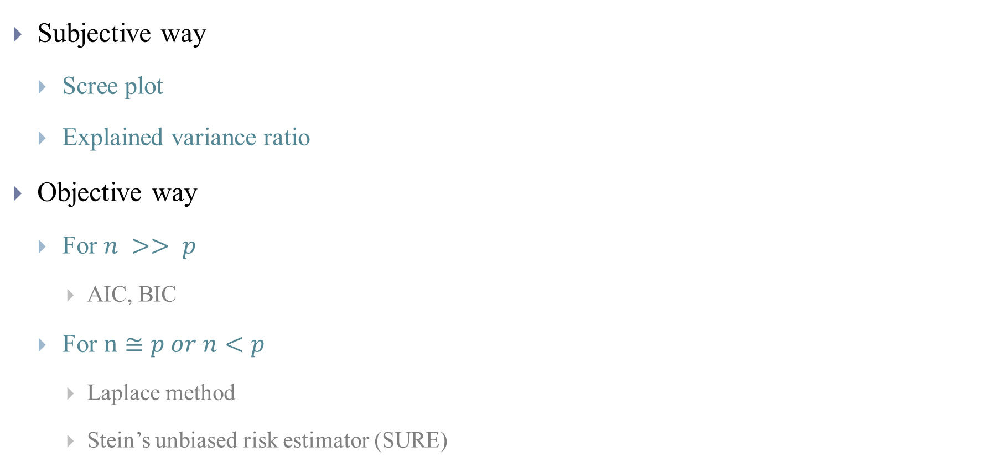 Subjective way
Scree plot
Explained variance ratio
Objective way
For n >> p
AIC, BIC
For n ≅ p or n < p
Laplace method
Stein’s unbiased risk estimator (SURE)